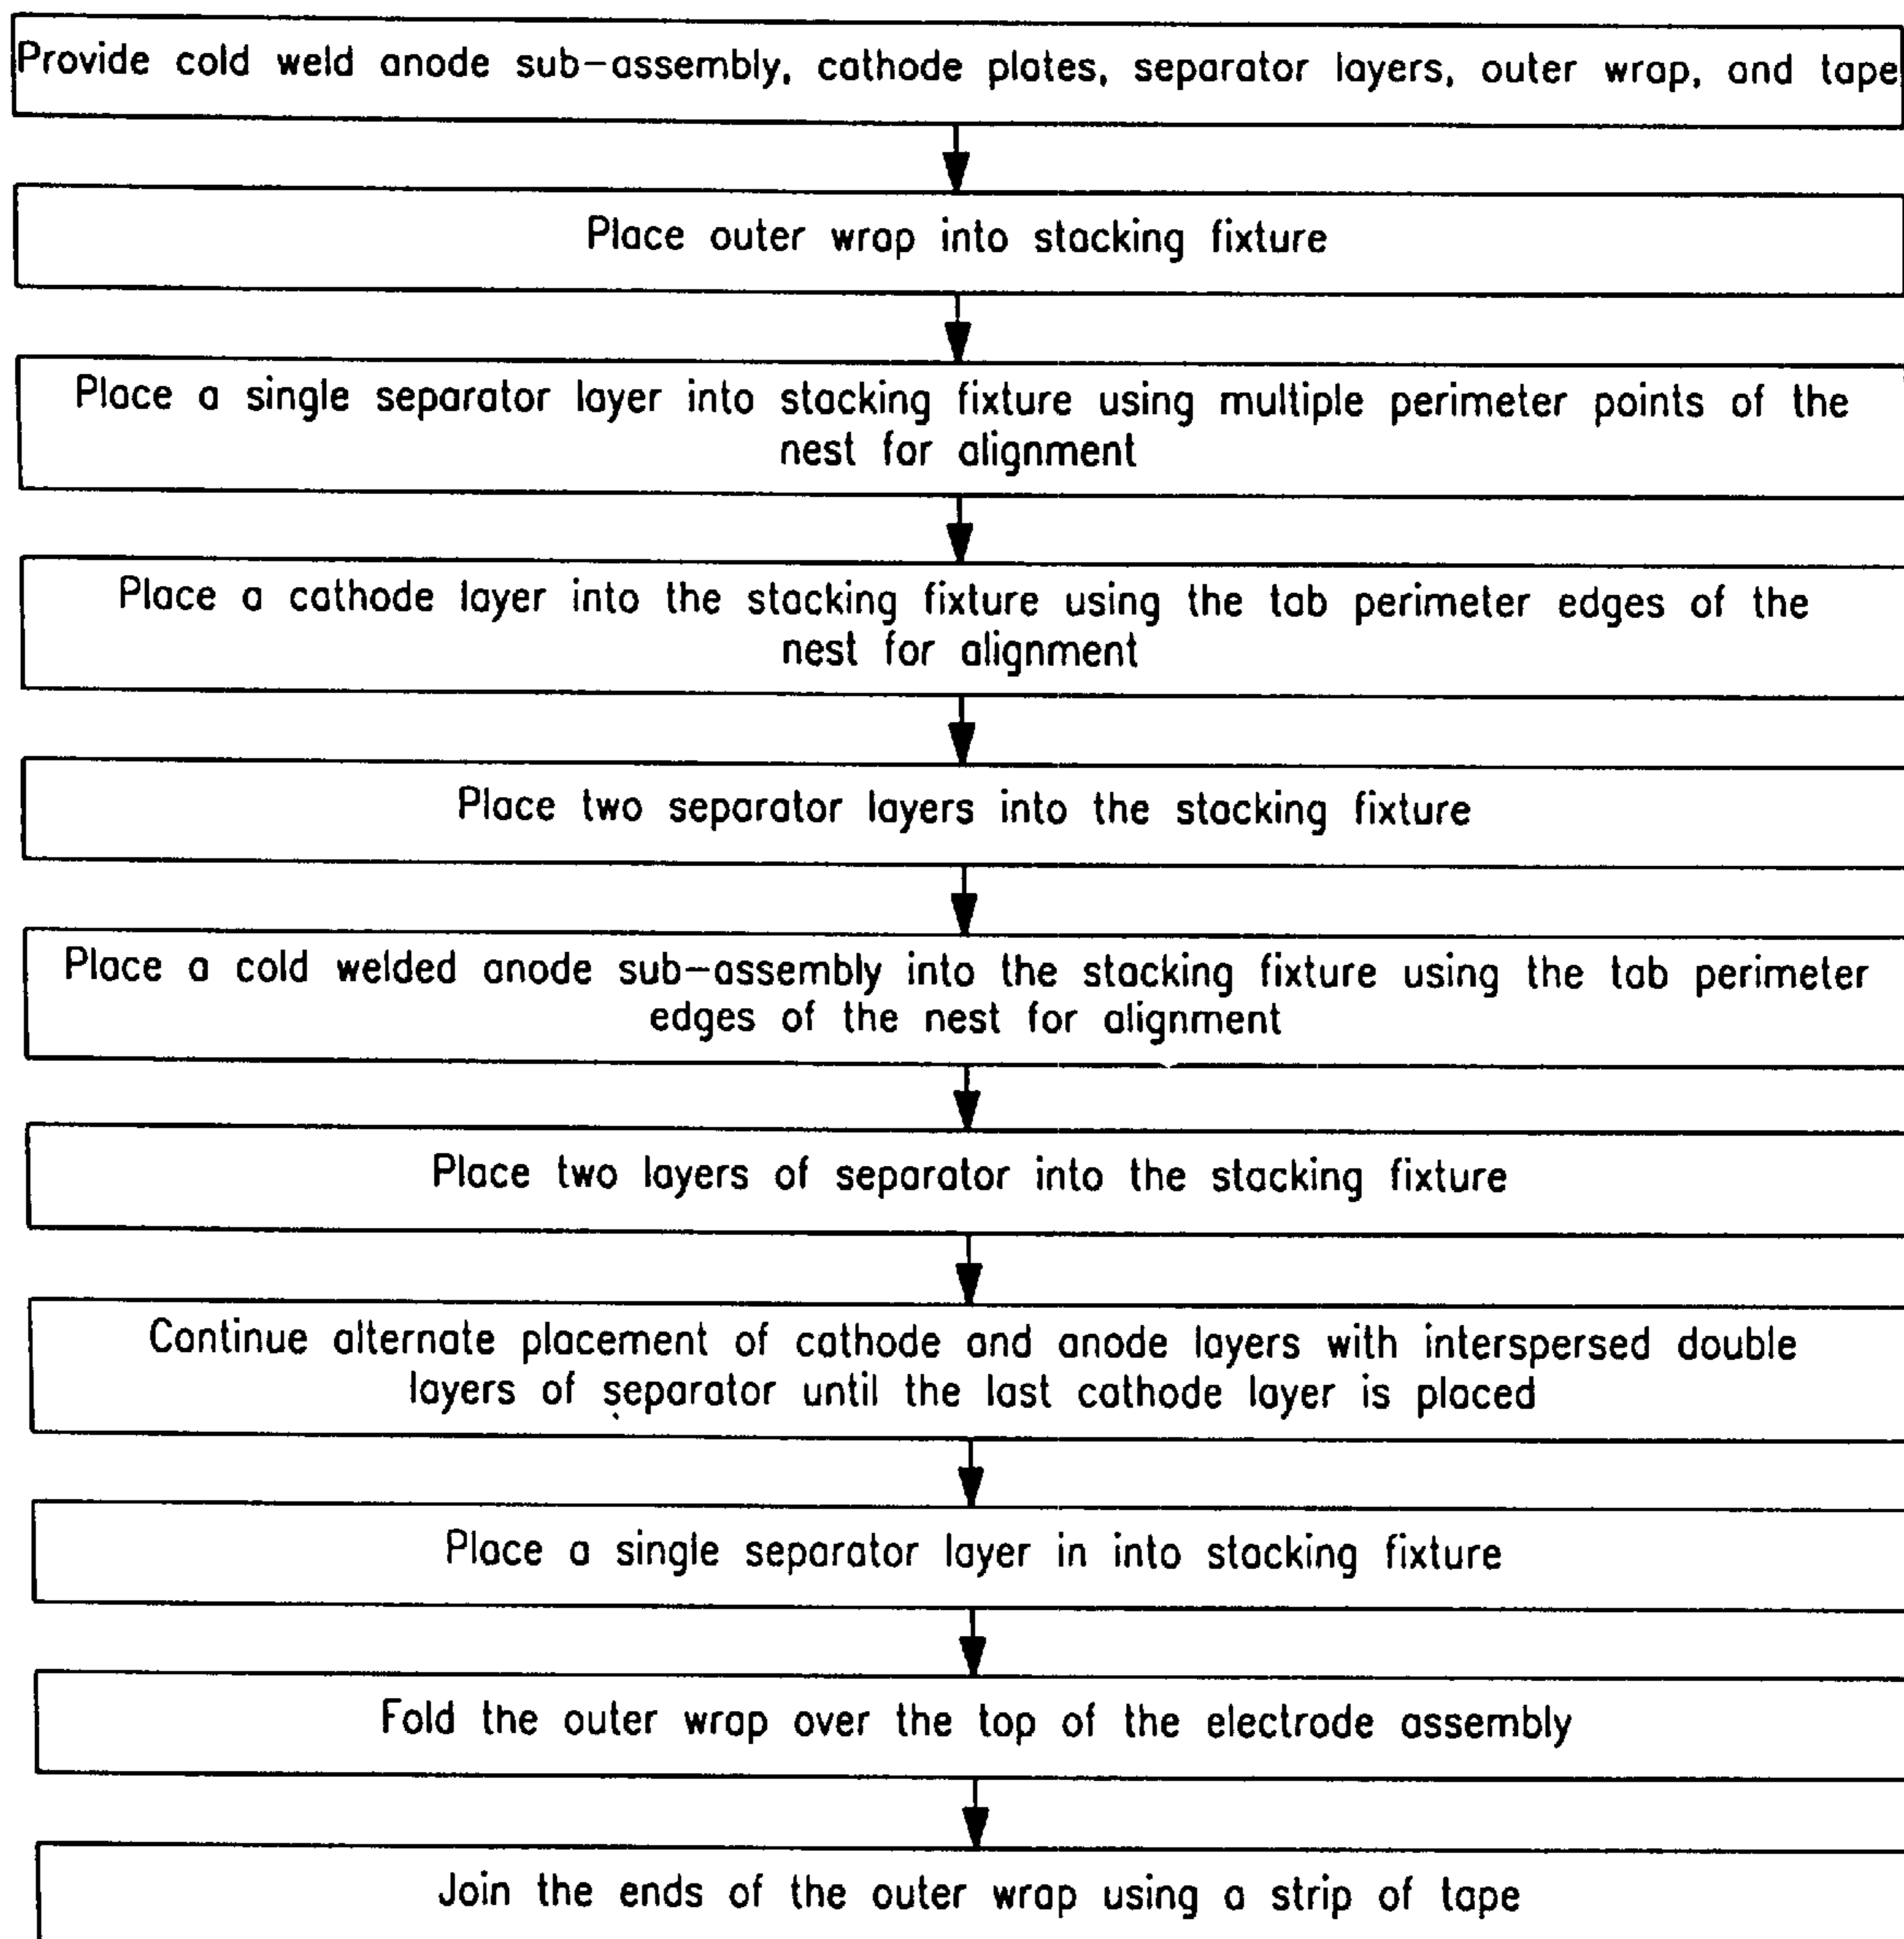 Provide cold weld anode sub-assembly, cathode plates, separator layers, outer wrap, and tape
Place outer wrap into stacking fixture
Place a single separator layer into stacking fixture using multiple perimeter points of the
nest for alignment
Place a cathode layer into the stacking fixture using the tab perimeter edges of the
nest for alignment
Place two separator layers into the stacking fixture
Place a cold welded anode sub-assembly into the stacking fixture using the tab perimeter
edges of the nest for alignment
Place two layers of separator into the stacking fixture
Continue alternate placement of cathode and anode layers with interspersed double
layers of separator until the last cathode layer is placed
Place a single separator layer in into stacking fixture
Fold the outer wrap over the top of the electrode assembly
Join the ends of the outer wrap using a strip of tape